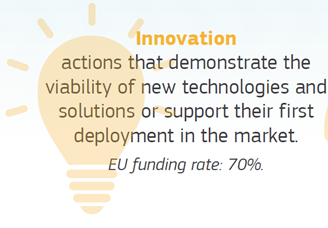 Innovation
actions that demonstrate the
viability of new technologies and
solutions or support their first
deployment in the market.
EU funding rate: 70%.